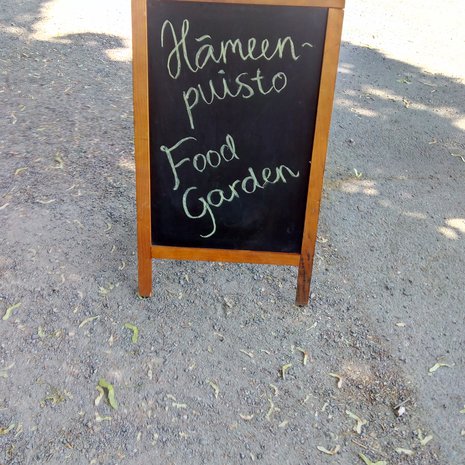 Hämeen-
puisto
Food
Garden